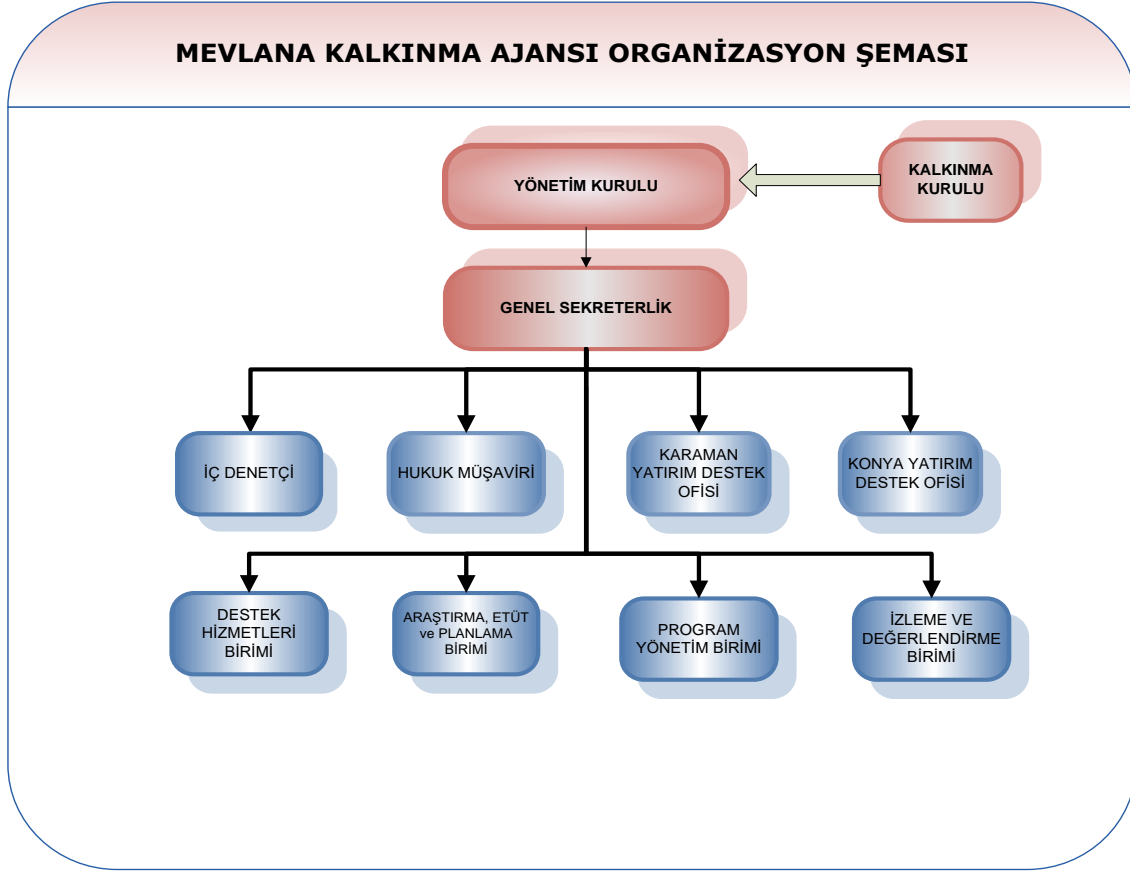 MEVLANA KALKINMA AJANSI ORGANİZASYON ŞEMASI
YÖNETİM KURULU
KALKINMA
KURULU
GENEL SEKRETERLİK
İÇ DENETÇİ
HUKUK MÜŞAVİRİ
KARAMAN
YATIRIM DESTEK
OFİSİ
KONYA YATIRIM
DESTEK OFİSİ
DESTEK
HİZMETLERİ
BİRİMİ
ARAŞTIRMA, ETÜT
ve PLANLAMA
BİRİMİ
PROGRAM
YÖNETİM BİRİMİ
İZLEME VE
DEĞERLENDİRME
BİRİMİ